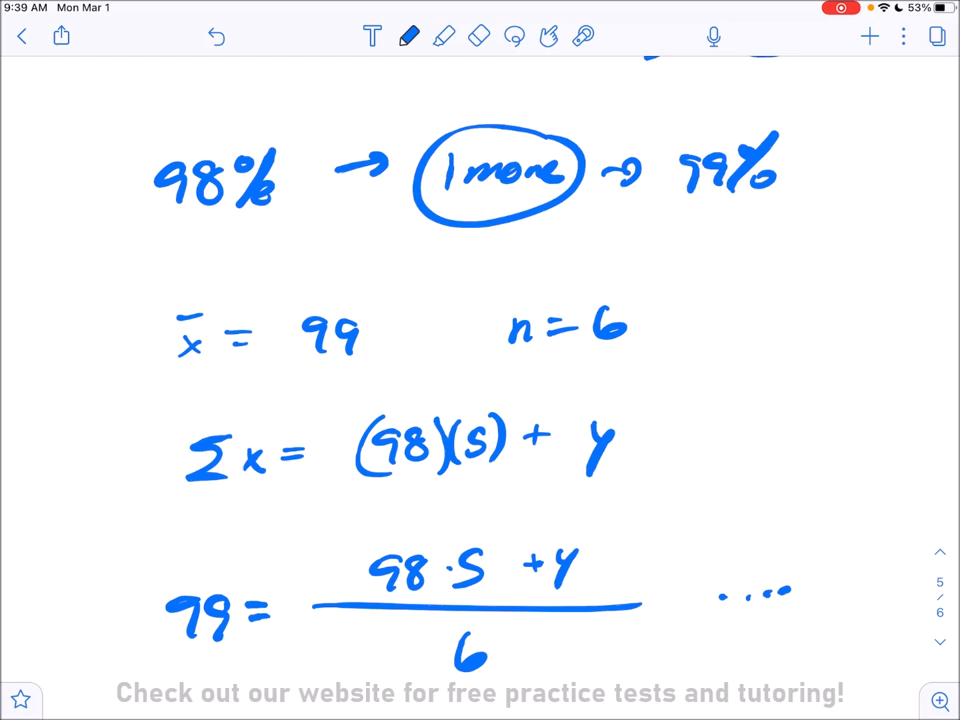 9:39 AM Mon Mar 1 53%
T
98% → 1 more → 99%
x̄ = 99 n = 6
Σx = (98)(5) + y
99 = (98 · 5 + y) / 6 ....
5 / 6
Check out our website for free practice tests and tutoring!